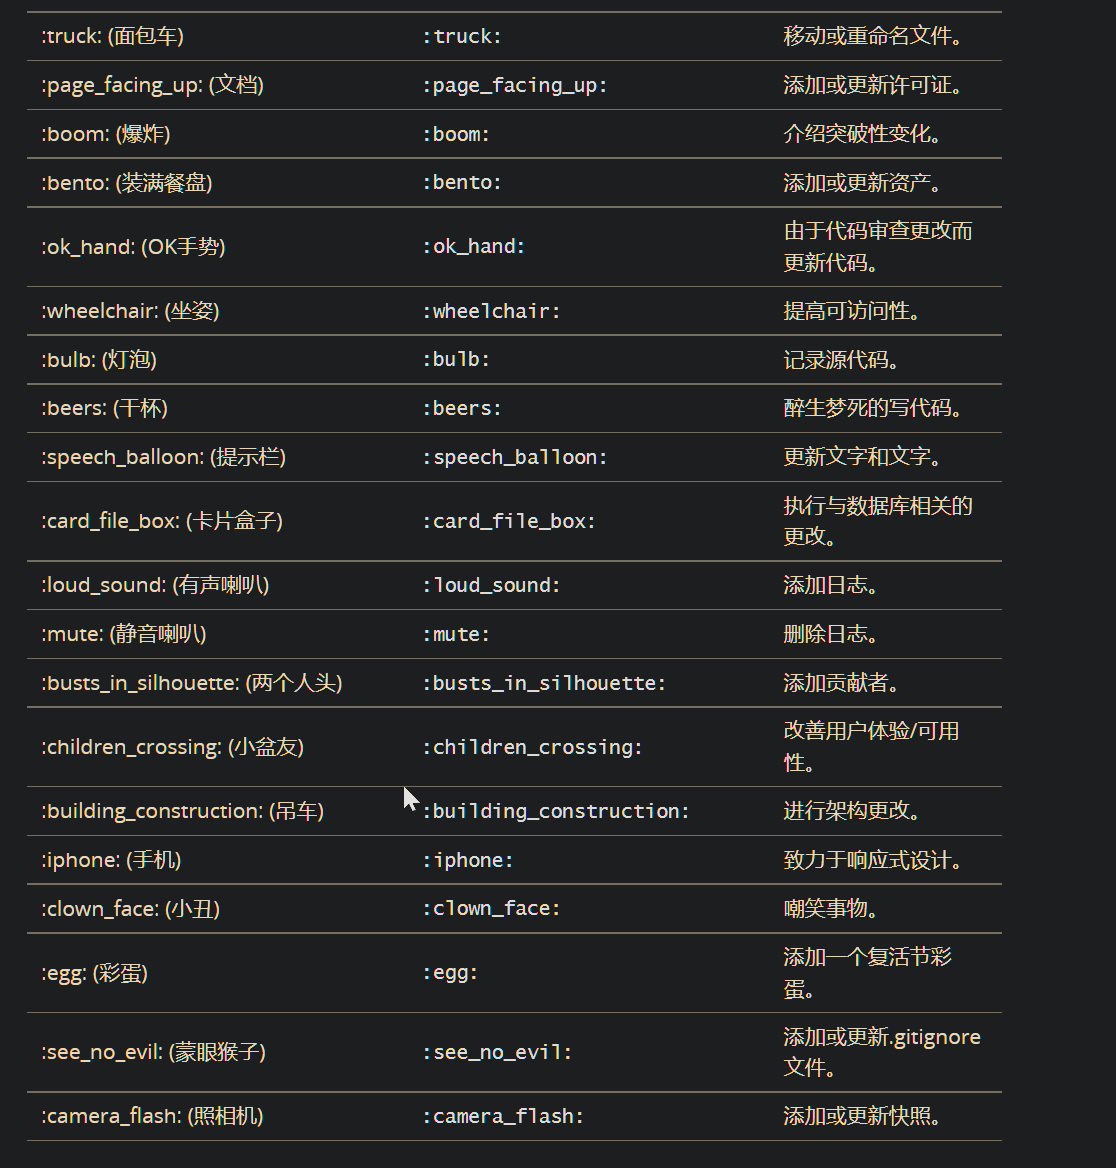 :truck: (面包车) :truck: 移动或重命名文件。
:page_facing_up: (文档) :page_facing_up: 添加或更新许可证。
:boom: (爆炸) :boom: 介绍突破性变化。
:bento: (装满餐盘) :bento: 添加或更新资产。
:ok_hand: (OK手势) :ok_hand: 由于代码审查更改而
更新代码。
:wheelchair: (坐姿) :wheelchair: 提高可访问性。
:bulb: (灯泡) :bulb: 记录源代码。
:beers: (干杯) :beers: 醉生梦死的写代码。
:speech_balloon: (提示栏) :speech_balloon: 更新文字和文字。
:card_file_box: (卡片盒子) :card_file_box: 执行与数据库相关的
更改。
:loud_sound: (有声喇叭) :loud_sound: 添加日志。
:mute: (静音喇叭) :mute: 删除日志。
:busts_in_silhouette: (两个人头) :busts_in_silhouette: 添加贡献者。
:children_crossing: (小盆友) :children_crossing: 改善用户体验/可用
性。
:building_construction: (吊车) :building_construction: 进行架构更改。
:iphone: (手机) :iphone: 致力于响应式设计。
:clown_face: (小丑) :clown_face: 嘲笑事物。
:egg: (彩蛋) :egg: 添加一个复活节彩
蛋。
:see_no_evil: (蒙眼猴子) :see_no_evil: 添加或更新.gitignore
文件。
:camera_flash: (照相机) :camera_flash: 添加或更新快照。